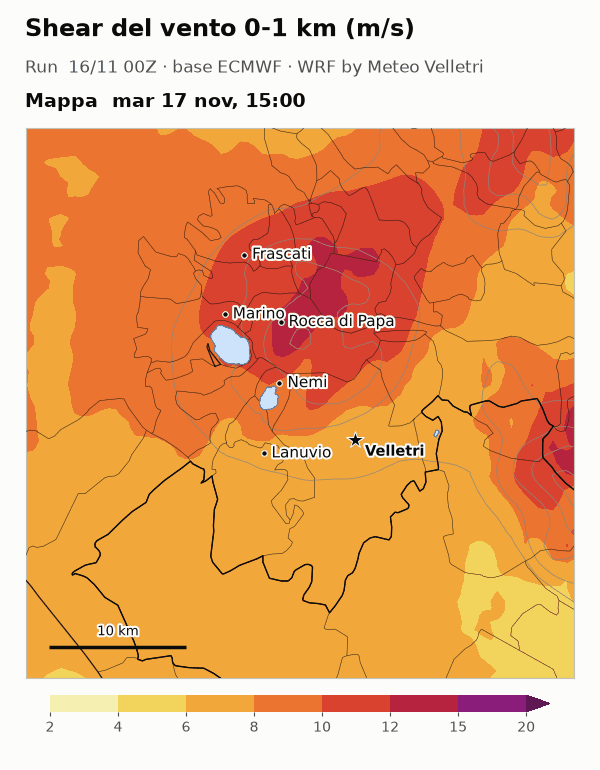 Shear del vento 0-1 km (m/s)
Run 16/11 00Z · base ECMWF · WRF by Meteo Velletri
Mappa mar 17 nov, 15:00
Frascati
Marino
Rocca di Papa
Nemi
Lanuvio
Velletri
10 km
2 4 6 8 10 12 15 20